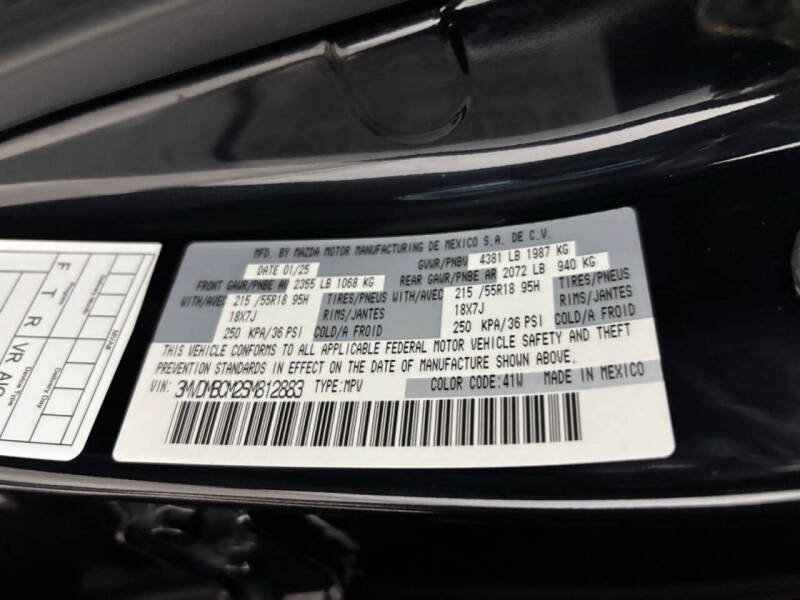 MFD. BY MAZDA MOTOR MANUFACTURING DE MEXICO S.A. DE C.V.
DATE 01/25 GVWR/PNBV 4381 LB 1987 KG
FRONT GAWR/PNBE AV 2355 LB 1068 KG REAR GAWR/PNBE AR 2072 LB 940 KG
WITH/AVEC 215 /55R18 95H TIRES/PNEUS WITH/AVEC 215 /55R18 95H TIRES/PNEUS
18X7J RIMS/JANTES 18X7J RIMS/JANTES
250 KPA/36 PSI COLD/A FROID 250 KPA/36 PSI COLD/A FROID
THIS VEHICLE CONFORMS TO ALL APPLICABLE FEDERAL MOTOR VEHICLE SAFETY AND THEFT
PREVENTION STANDARDS IN EFFECT ON THE DATE OF MANUFACTURE SHOWN ABOVE.
VIN: 3MVDMBCM2SM812883 TYPE:MPV COLOR CODE:41W MADE IN MEXICO
F T R VR
Program
Delivery Day